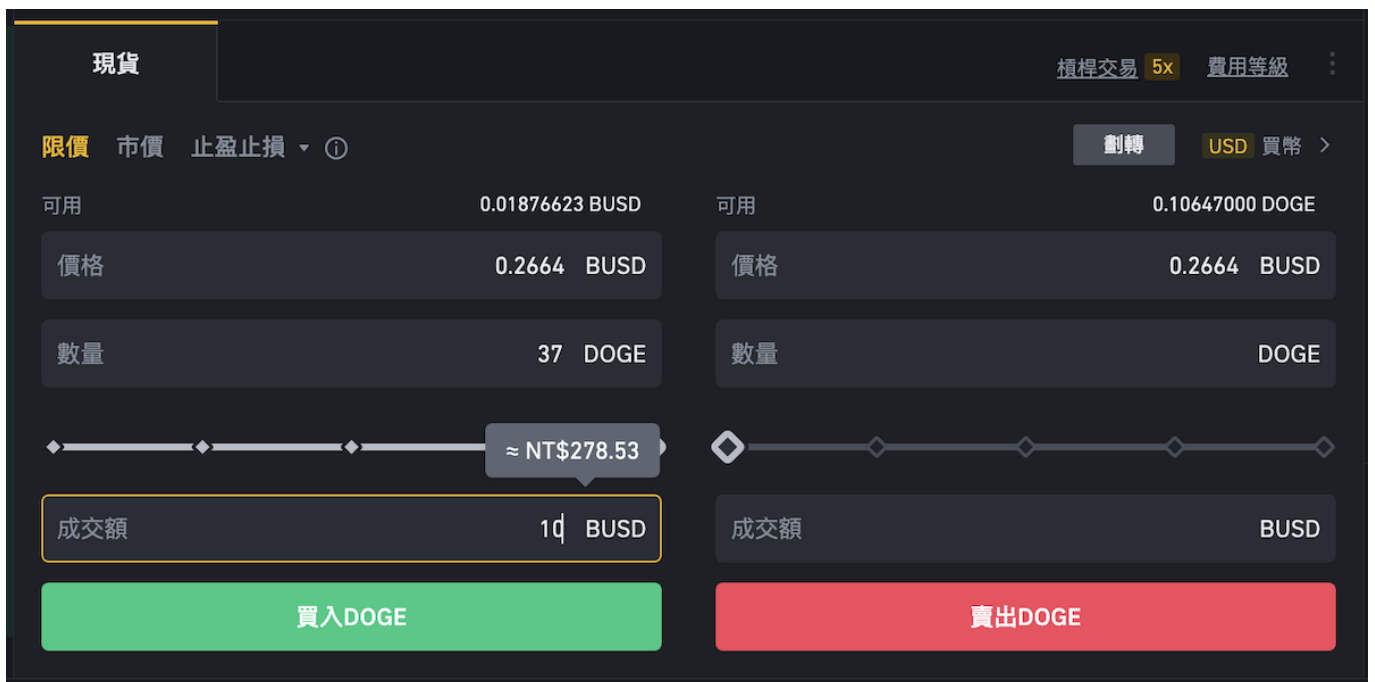 現貨
槓桿交易 5x 費用等級
限價 市價 止盈止損
劃轉 USD 買幣
可用 0.01876623 BUSD
價格 0.2664 BUSD
數量 37 DOGE
≈ NT$278.53
成交額 10 BUSD
買入DOGE
可用 0.10647000 DOGE
價格 0.2664 BUSD
數量 DOGE
成交額 BUSD
賣出DOGE